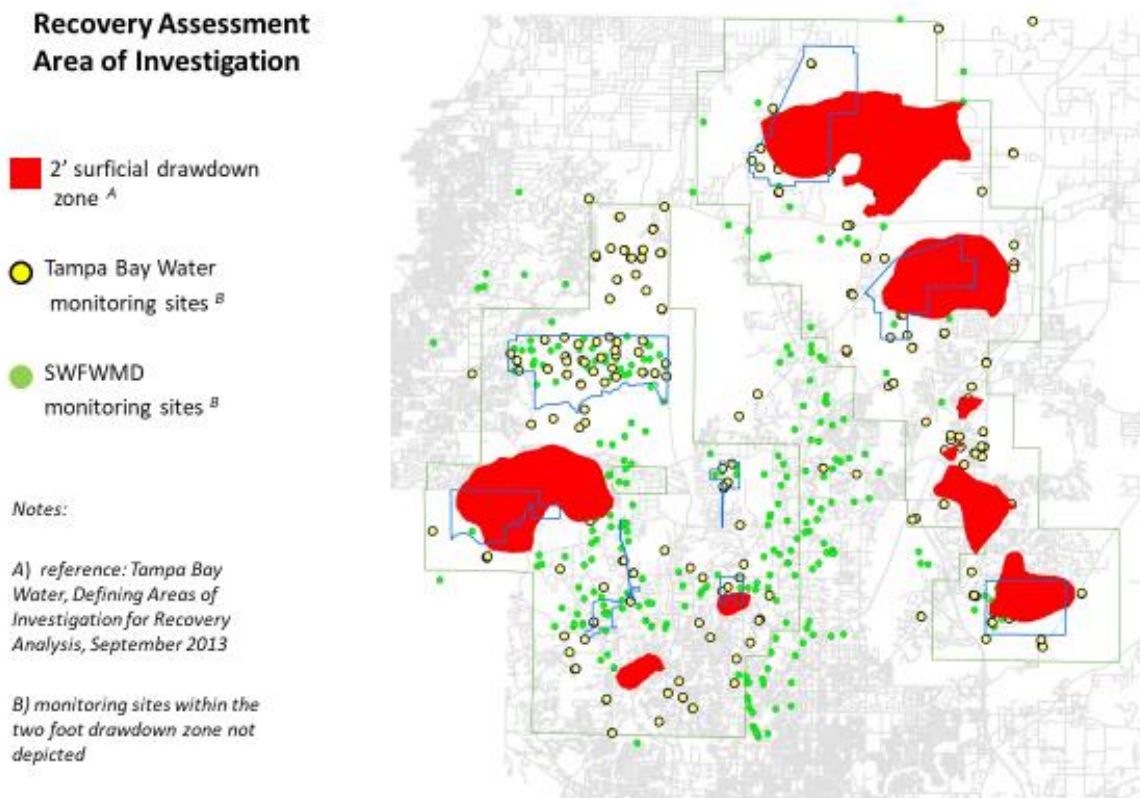 Recovery Assessment
Area of Investigation
2' surficial drawdown
zone A
Tampa Bay Water
monitoring sites B
SWFWMD
monitoring sites B
Notes:
A) reference: Tampa Bay
Water, Defining Areas of
Investigation for Recovery
Analysis, September 2013
B) monitoring sites within the
two foot drawdown zone not
depicted